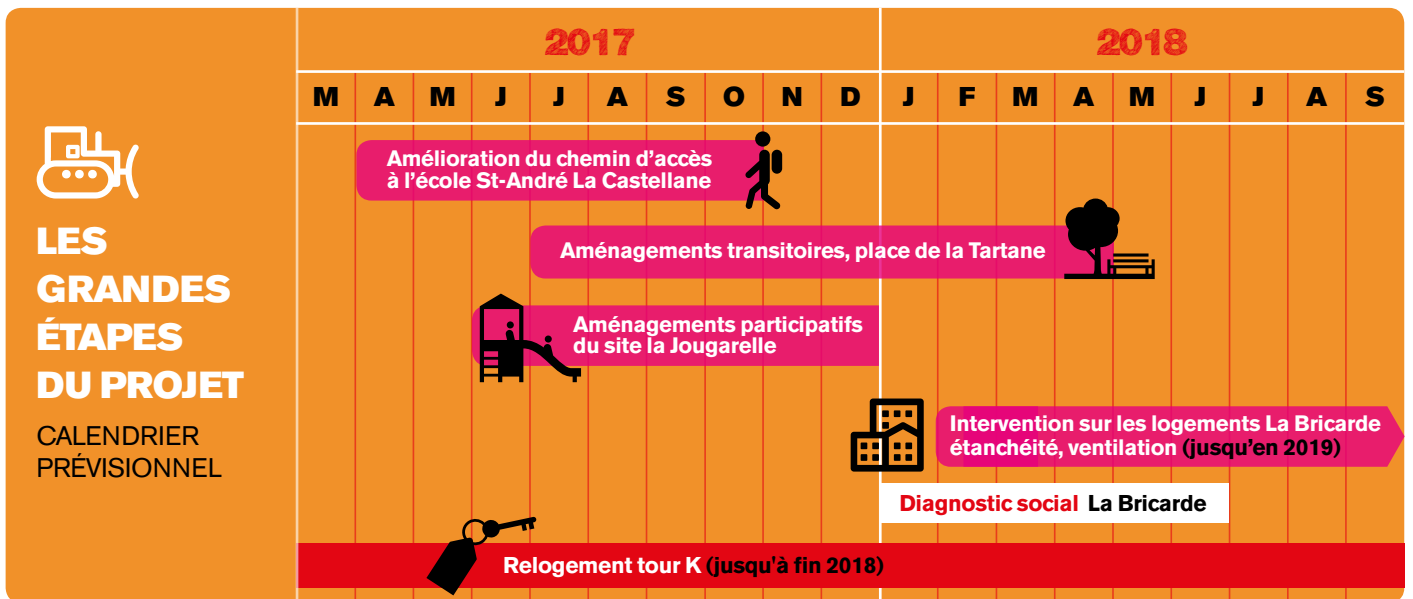 2017 2018
M A M J J A S O N D J F M A M J J A S
LES
GRANDES
ÉTAPES
DU PROJET
CALENDRIER
PRÉVISIONNEL
Amélioration du chemin d'accès
à l'école St-André La Castellane
Aménagements transitoires, place de la Tartane
Aménagements participatifs
du site la Jougarelle
Intervention sur les logements La Bricarde
étanchéité, ventilation (jusqu'en 2019)
Diagnostic social La Bricarde
Relogement tour K (jusqu'à fin 2018)